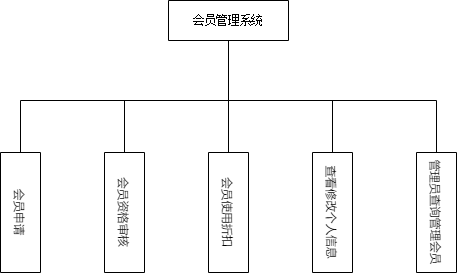 会员管理系统
会员申请
会员资格审核
会员使用折扣
查看修改个人信息
管理员查询管理会员